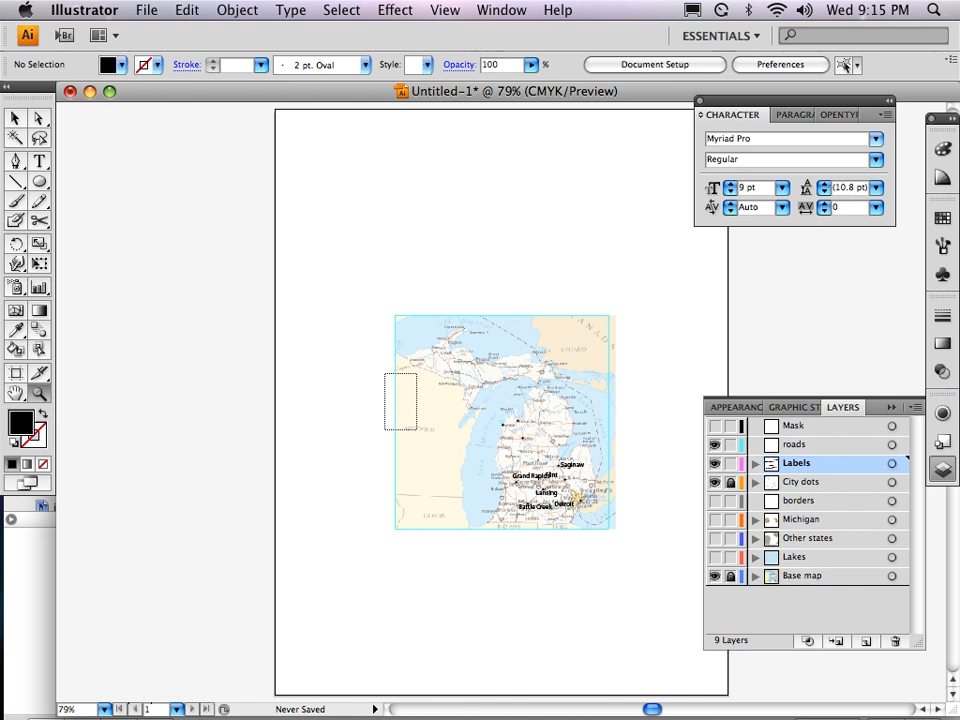 Illustrator File Edit Object Type Select Effect View Window Help Wed 9:15 PM
Ai Br ESSENTIALS
No Selection Stroke: 2 pt. Oval Style: Opacity: 100 % Document Setup Preferences
Untitled-1* @ 79% (CMYK/Preview)
CHARACTER PARAGRA OPENTYI
Myriad Pro
Regular
9 pt (10.8 pt)
Auto 0
CANADA
Saginaw
Grand Rapids
Flint
Lansing
Battle Creek
Detroit
APPEARANC GRAPHIC ST LAYERS
Mask
roads
Labels
City dots
borders
Michigan
Other states
Lakes
Base map
9 Layers
79% 1 Never Saved